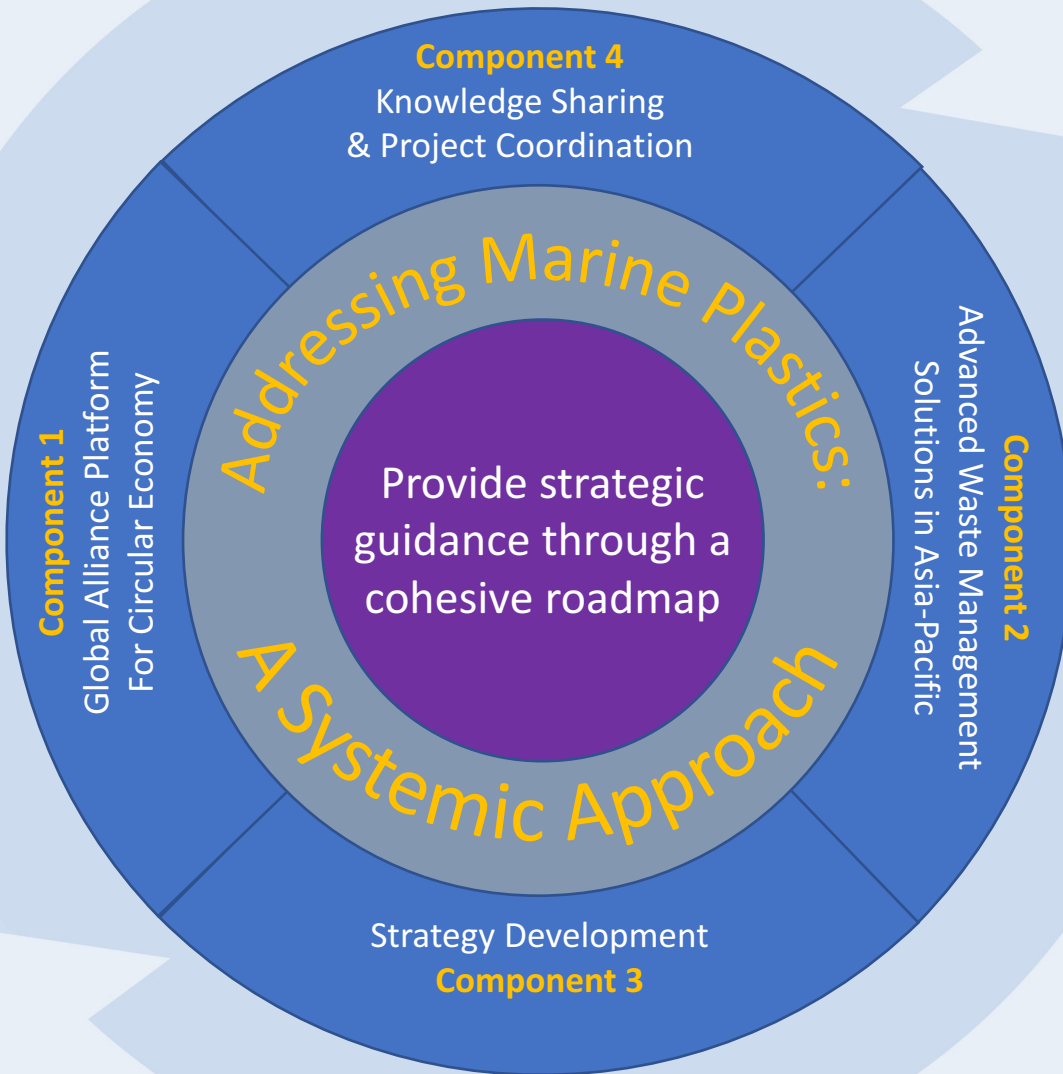 Component 4
Knowledge Sharing
& Project Coordination
Addressing Marine Plastics:
A Systemic Approach
Provide strategic
guidance through a
cohesive roadmap
Component 1
Global Alliance Platform
For Circular Economy
Component 2
Advanced Waste Management
Solutions in Asia-Pacific
Strategy Development
Component 3